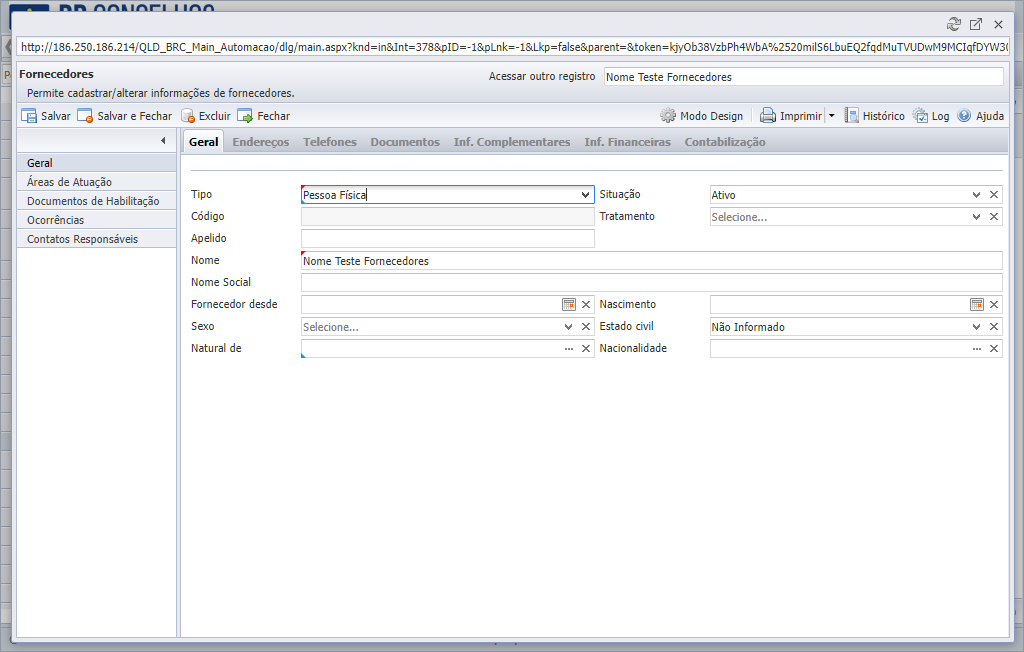 BR CONSELHOS
http://186.250.186.214/QLD_BRC_Main_Automacao/dlg/main.aspx?knd=in&Int=378&pID=-1&pLnk=-1&Lkp=false&parent=&token=kjyOb38VzbPh4WbA%2520milS6LbuEQ2fqdMuTVUDwM9MCIqfDYW30
Fornecedores
Acessar outro registro Nome Teste Fornecedores
Permite cadastrar/alterar informações de fornecedores.
Salvar Salvar e Fechar Excluir Fechar Modo Design Imprimir Histórico Log Ajuda
Geral Endereços Telefones Documentos Inf. Complementares Inf. Financeiras Contabilização
Geral
Áreas de Atuação
Documentos de Habilitação
Ocorrências
Contatos Responsáveis
Tipo Pessoa Física Situação Ativo
Código Tratamento Selecione...
Apelido
Nome Nome Teste Fornecedores
Nome Social
Fornecedor desde Nascimento
Sexo Selecione... Estado civil Não Informado
Natural de Nacionalidade